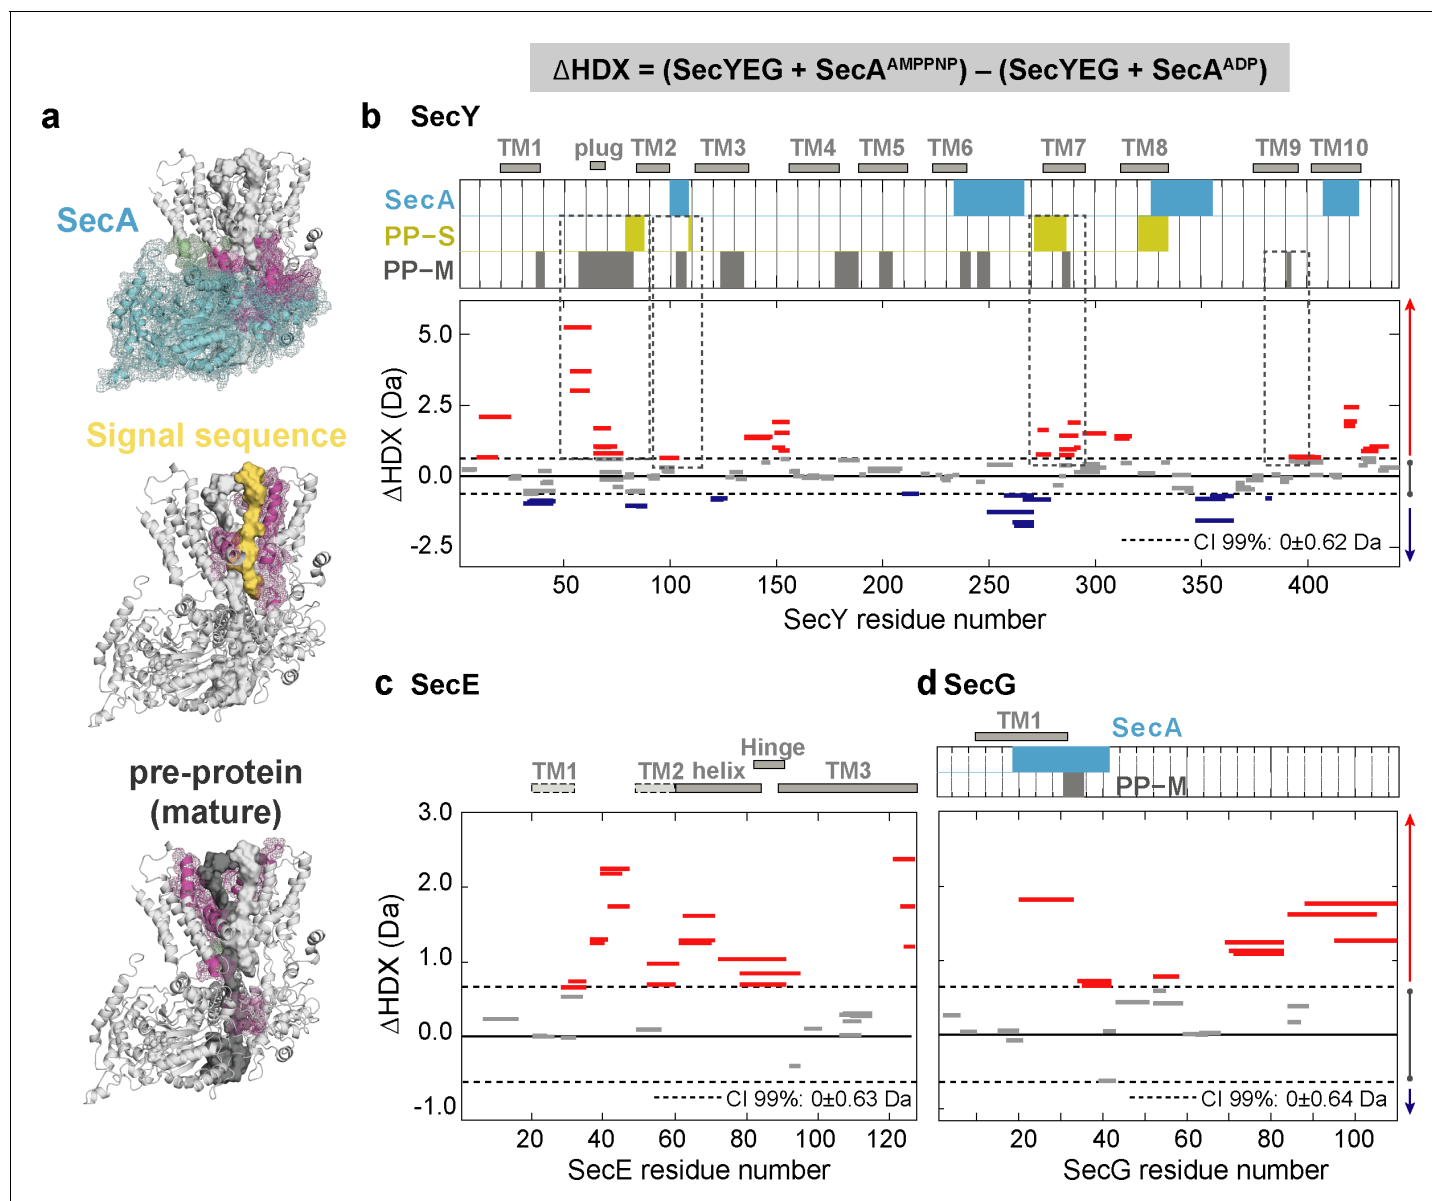 ΔHDX = (SecYEG + SecA^AMPPNP) – (SecYEG + SecA^ADP)
a
SecA
Signal sequence
pre-protein
(mature)
b SecY
TM1 plug TM2 TM3 TM4 TM5 TM6 TM7 TM8 TM9 TM10
SecA
PP–S
PP–M
5.0
2.5
0.0
-2.5
ΔHDX (Da)
CI 99%: 0±0.62 Da
50 100 150 200 250 300 350 400
SecY residue number
c SecE
Hinge
TM1 TM2 helix TM3
3.0
2.0
1.0
0.0
-1.0
ΔHDX (Da)
CI 99%: 0±0.63 Da
20 40 60 80 100 120
SecE residue number
d SecG
TM1
SecA
PP–M
CI 99%: 0±0.64 Da
20 40 60 80 100
SecG residue number